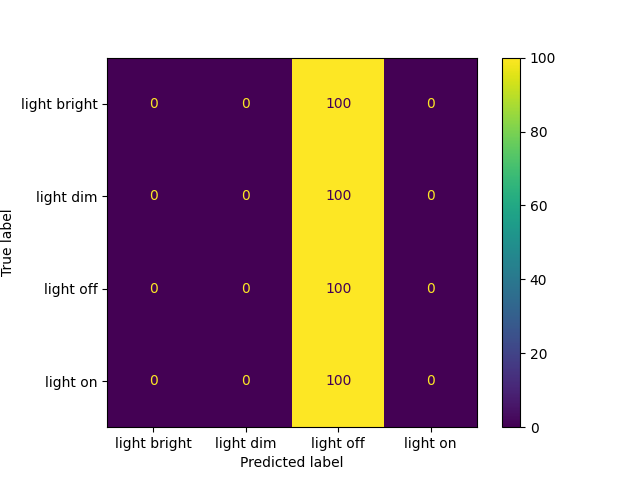 light bright 0 0 100 0
light dim 0 0 100 0
light off 0 0 100 0
light on 0 0 100 0
light bright light dim light off light on
Predicted label
True label
100
80
60
40
20
0